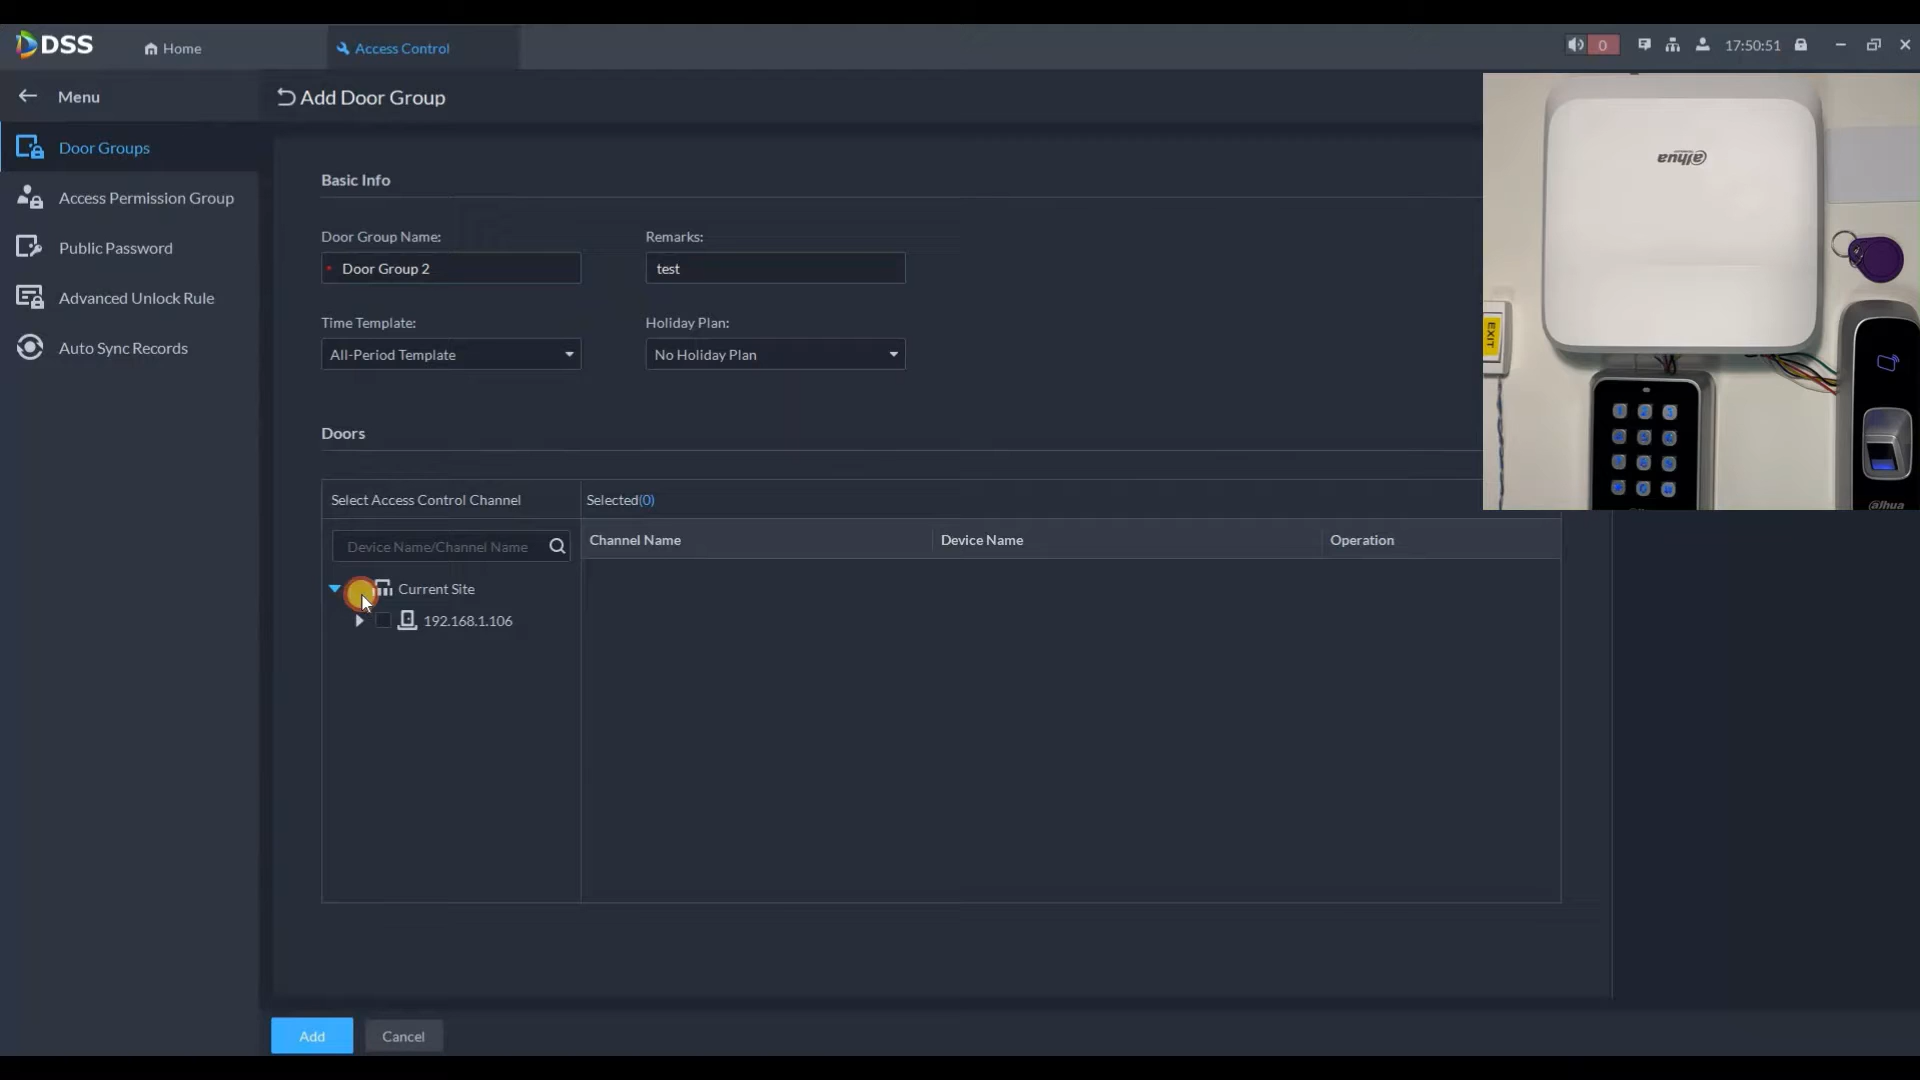 DSS
Home
Access Control
0
17:50:51
Menu
Add Door Group
Door Groups
Access Permission Group
Public Password
Advanced Unlock Rule
Auto Sync Records
Basic Info
Door Group Name:
Remarks:
* Door Group 2
test
Time Template:
Holiday Plan:
All-Period Template
No Holiday Plan
Doors
Select Access Control Channel
Selected(0)
Device Name/Channel Name
Channel Name
Device Name
Operation
Current Site
192.168.1.106
Add
Cancel
alhua
EXIT
alhua